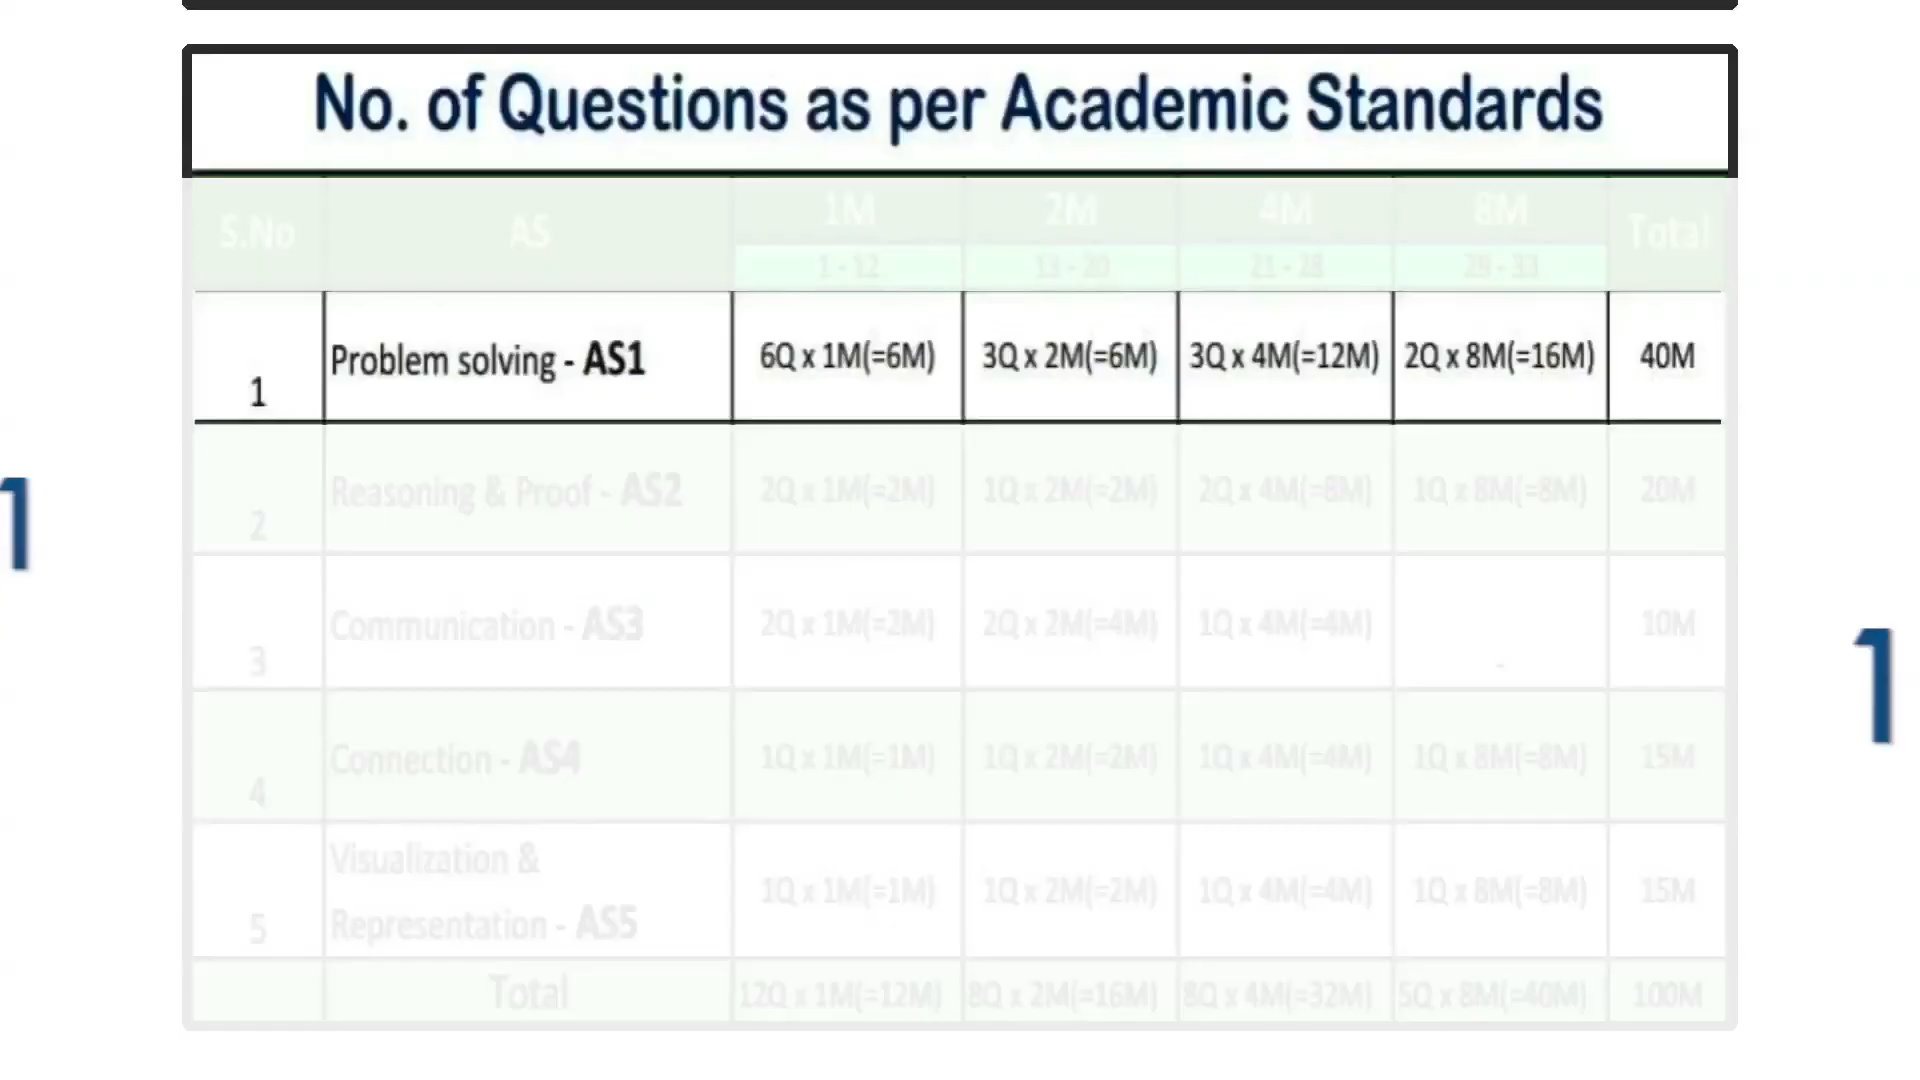 No. of Questions as per Academic Standards
S.No AS 1M 2M 4M 8M Total
1 - 12 13 - 20 21 - 28 29 - 33
1 Problem solving - AS1 6Q x 1M(=6M) 3Q x 2M(=6M) 3Q x 4M(=12M) 2Q x 8M(=16M) 40M
2 Reasoning & Proof - AS2 2Q x 1M(=2M) 1Q x 2M(=2M) 2Q x 4M(=8M) 1Q x 8M(=8M) 20M
3 Communication - AS3 2Q x 1M(=2M) 2Q x 2M(=4M) 1Q x 4M(=4M) - 10M
4 Connection - AS4 1Q x 1M(=1M) 1Q x 2M(=2M) 1Q x 4M(=4M) 1Q x 8M(=8M) 15M
Visualization &
5 Representation - AS5 1Q x 1M(=1M) 1Q x 2M(=2M) 1Q x 4M(=4M) 1Q x 8M(=8M) 15M
Total 12Q x 1M(=12M) 8Q x 2M(=16M) 8Q x 4M(=32M) 5Q x 8M(=40M) 100M
1
1